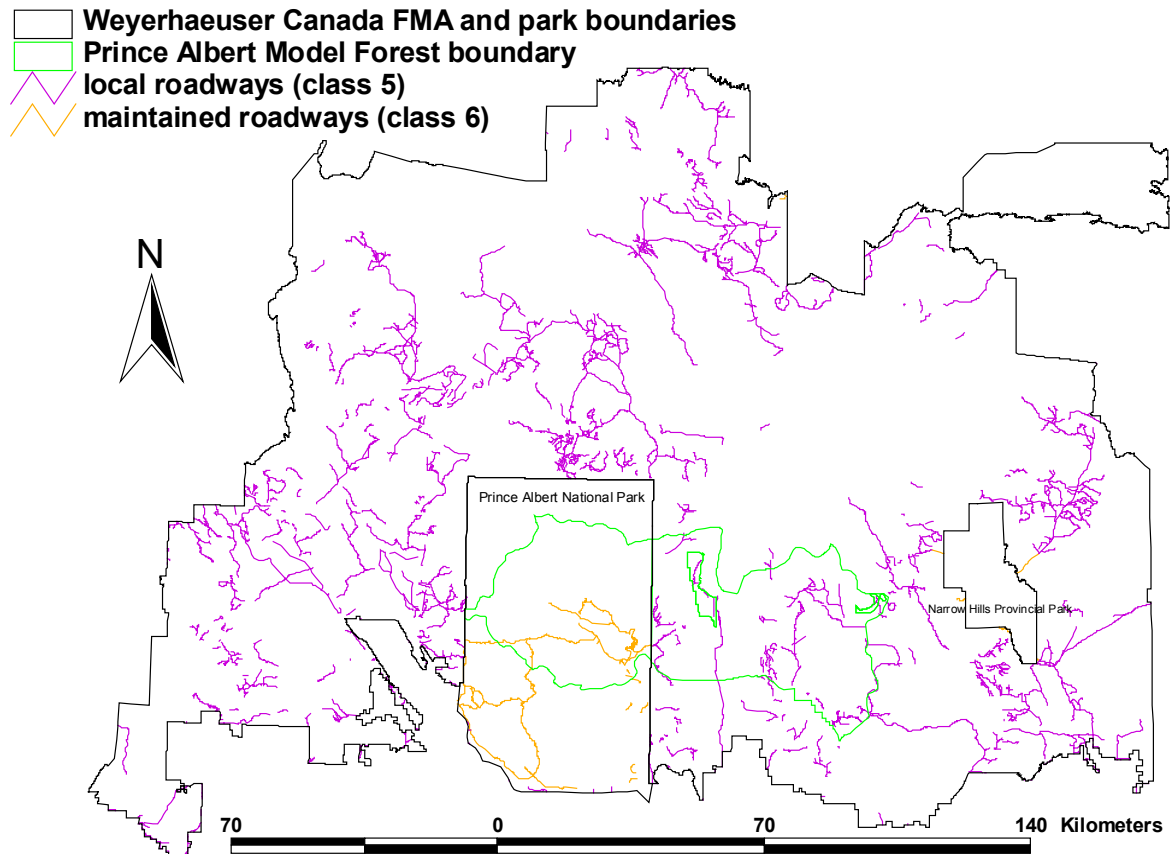 Weyerhaeuser Canada FMA and park boundaries
Prince Albert Model Forest boundary
local roadways (class 5)
maintained roadways (class 6)
N
Prince Albert National Park
Narrow Hills Provincial Park
70 0 70 140 Kilometers